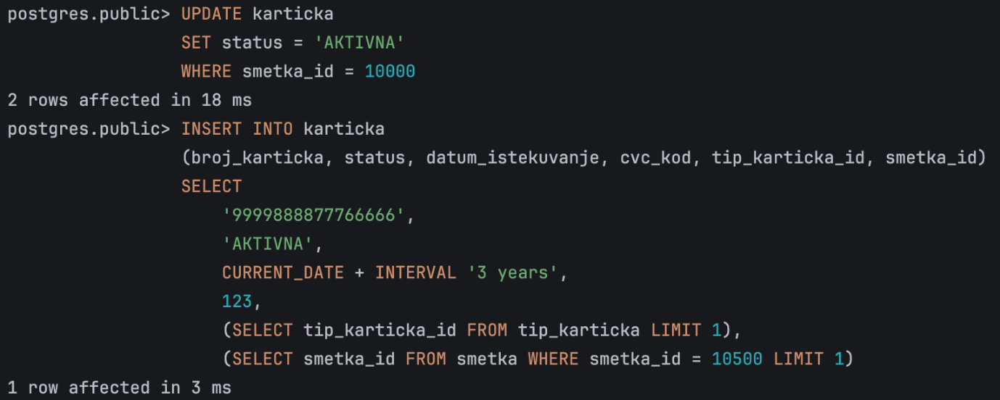 postgres.public> UPDATE karticka
SET status = 'AKTIVNA'
WHERE smetka_id = 10000
2 rows affected in 18 ms
postgres.public> INSERT INTO karticka
(broj_karticka, status, datum_istekuvanje, cvc_kod, tip_karticka_id, smetka_id)
SELECT
'9999888877766666',
'AKTIVNA',
CURRENT_DATE + INTERVAL '3 years',
123,
(SELECT tip_karticka_id FROM tip_karticka LIMIT 1),
(SELECT smetka_id FROM smetka WHERE smetka_id = 10500 LIMIT 1)
1 row affected in 3 ms